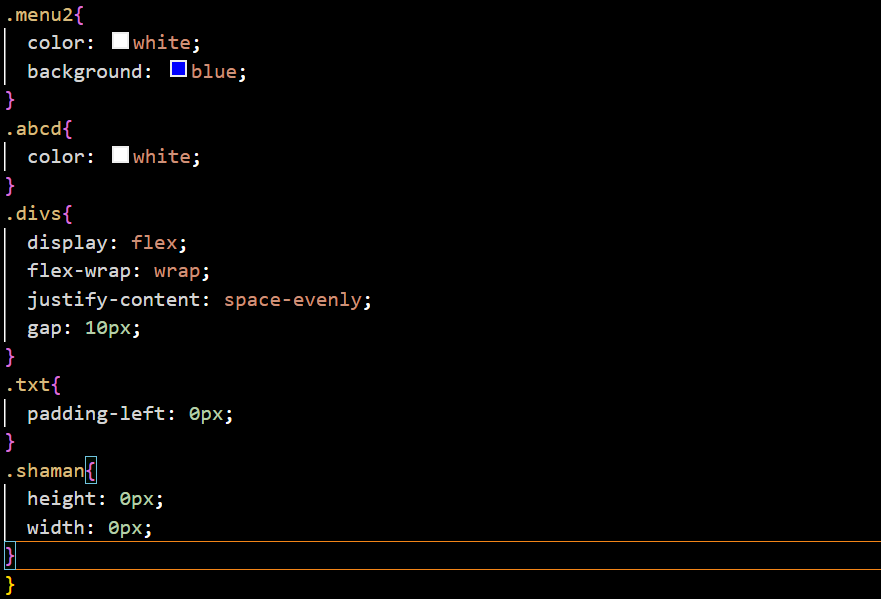 .menu2{
color: white;
background: blue;
}
.abcd{
color: white;
}
.divs{
display: flex;
flex-wrap: wrap;
justify-content: space-evenly;
gap: 10px;
}
.txt{
padding-left: 0px;
}
.shaman{
height: 0px;
width: 0px;
}
}